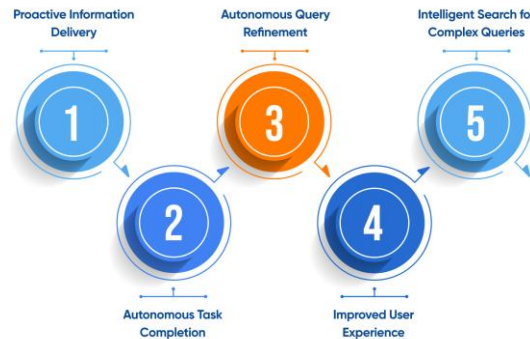 Proactive Information
Delivery
1
Autonomous Task
Completion
2
Autonomous Query
Refinement
3
Improved User
Experience
4
Intelligent Search fo
Complex Queries
5